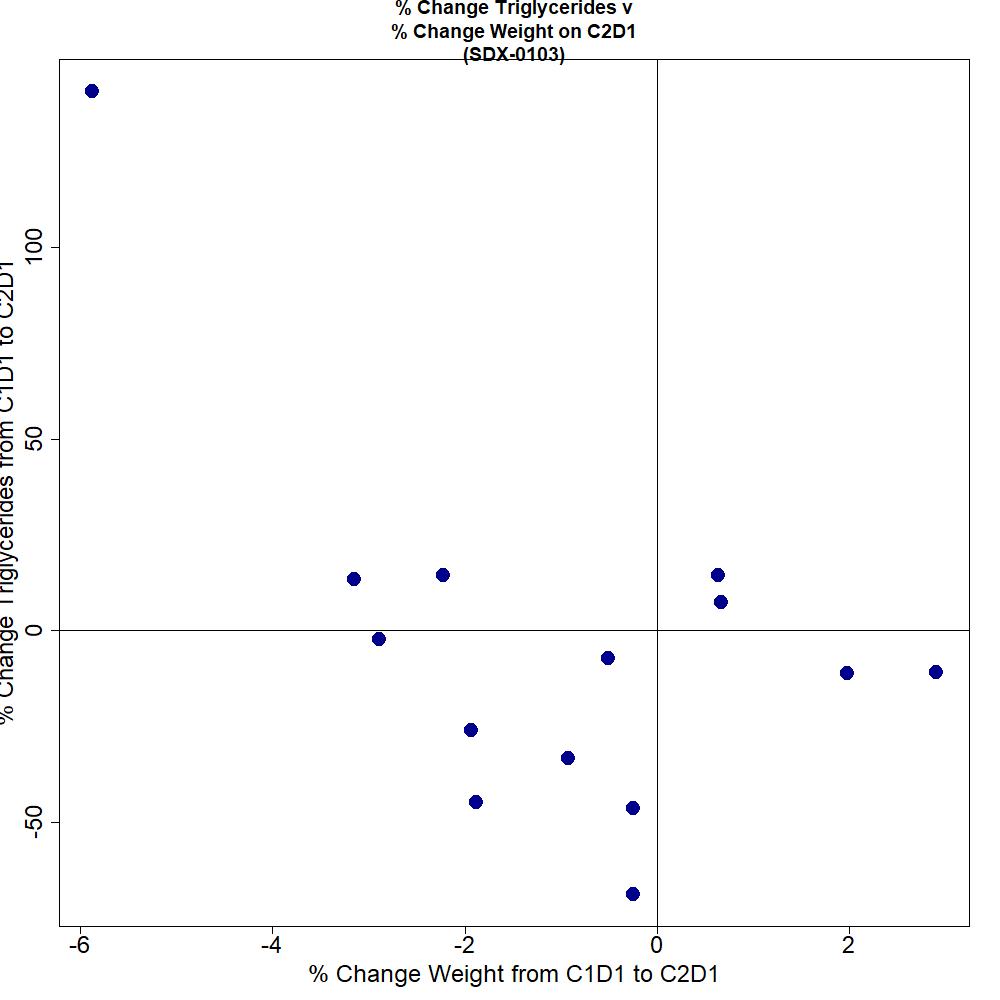 % Change Triglycerides v
% Change Weight on C2D1
(SDX-0103)
% Change Triglycerides from C1D1 to C2D1
100
50
0
-50
-6
-4
-2
0
2
% Change Weight from C1D1 to C2D1